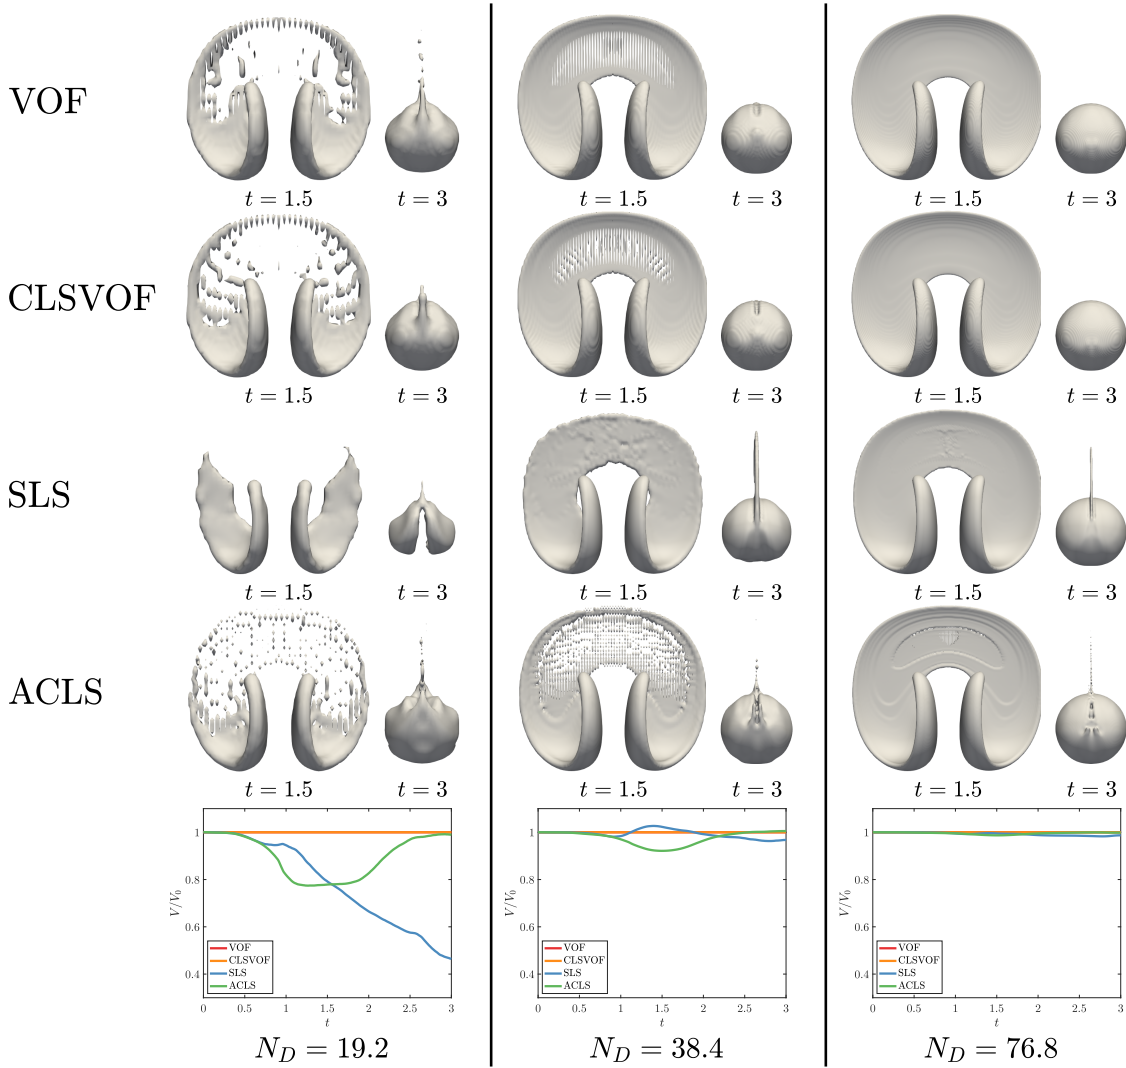 VOF
t = 1.5 t = 3 t = 1.5 t = 3 t = 1.5 t = 3
CLSVOF
t = 1.5 t = 3 t = 1.5 t = 3 t = 1.5 t = 3
SLS
t = 1.5 t = 3 t = 1.5 t = 3 t = 1.5 t = 3
ACLS
t = 1.5 t = 3 t = 1.5 t = 3 t = 1.5 t = 3
V/V₀
1
0.8
0.6
0.4
VOF
CLSVOF
SLS
ACLS
0 0.5 1 1.5 2 2.5 3
t
N_D = 19.2
V/V₀
1
0.8
0.6
0.4
VOF
CLSVOF
SLS
ACLS
0 0.5 1 1.5 2 2.5 3
t
N_D = 38.4
V/V₀
1
0.8
0.6
0.4
VOF
CLSVOF
SLS
ACLS
0 0.5 1 1.5 2 2.5 3
t
N_D = 76.8